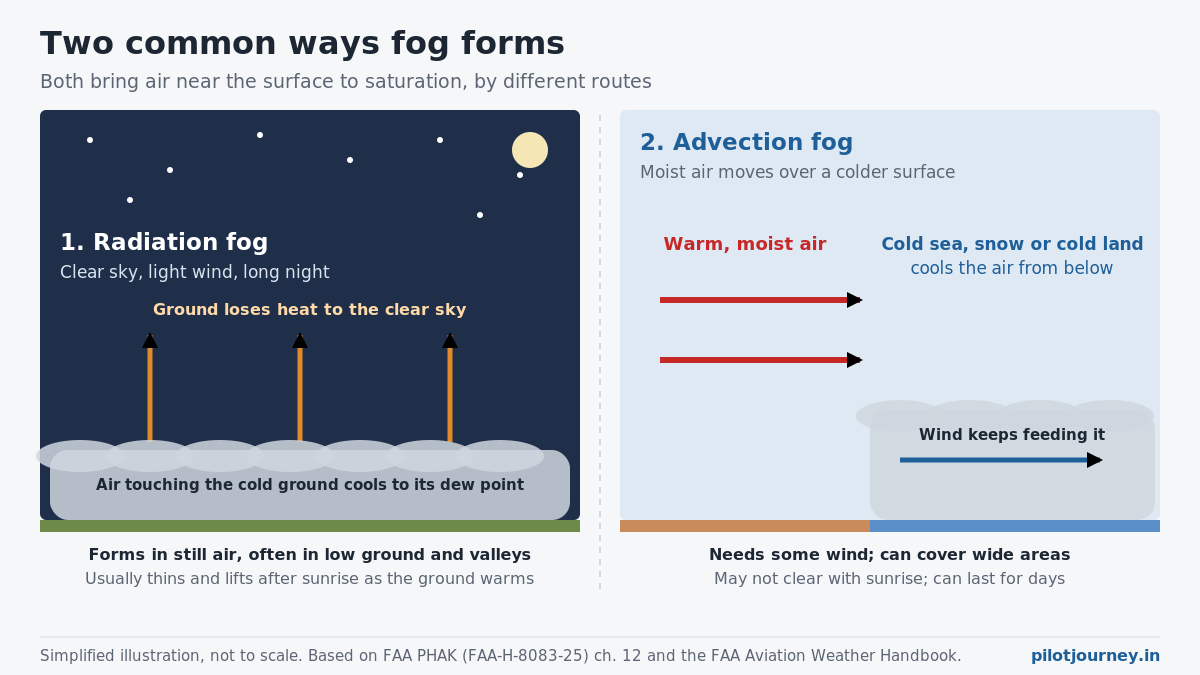 Two common ways fog forms
Both bring air near the surface to saturation, by different routes
1. Radiation fog
Clear sky, light wind, long night
Ground loses heat to the clear sky
Air touching the cold ground cools to its dew point
Forms in still air, often in low ground and valleys
Usually thins and lifts after sunrise as the ground warms
2. Advection fog
Moist air moves over a colder surface
Warm, moist air
Cold sea, snow or cold land
cools the air from below
Wind keeps feeding it
Needs some wind; can cover wide areas
May not clear with sunrise; can last for days
Simplified illustration, not to scale. Based on FAA PHAK (FAA-H-8083-25) ch. 12 and the FAA Aviation Weather Handbook.
pilotjourney.in